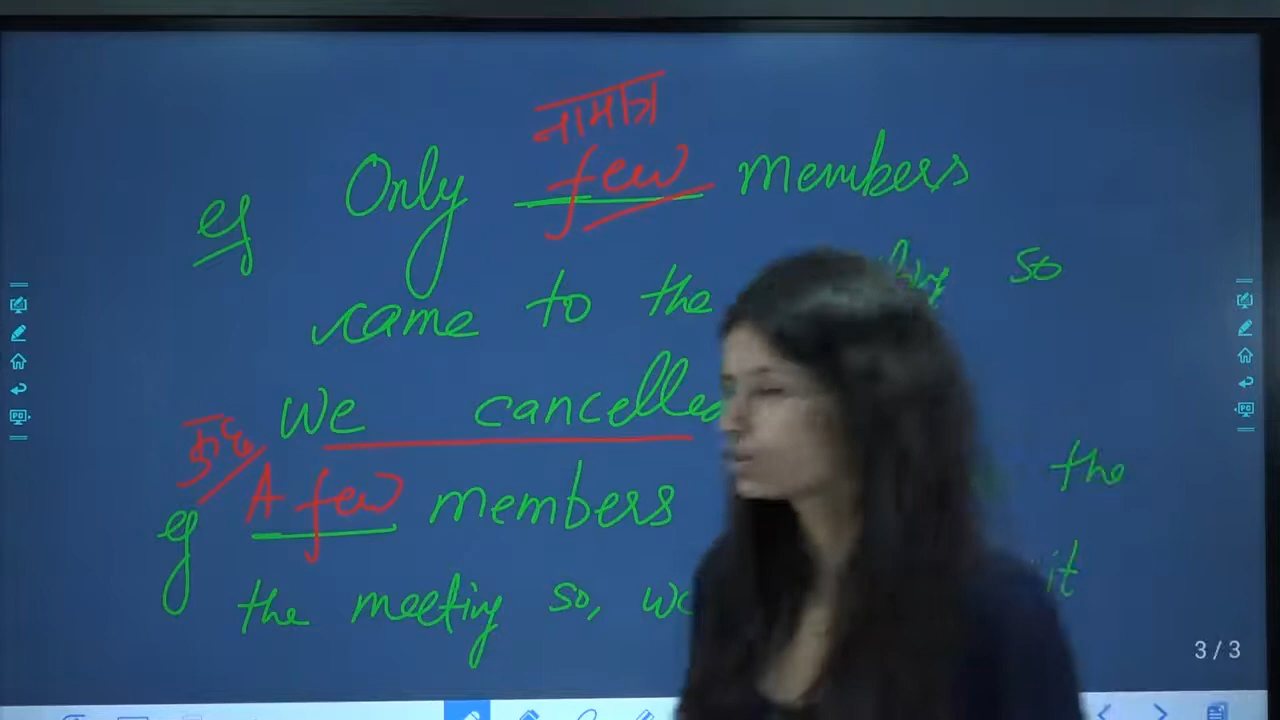 नामात्र
eg Only few members
came to the so
we cancelled
कुछ
eg A few members the
the meeting so, we it
3/3